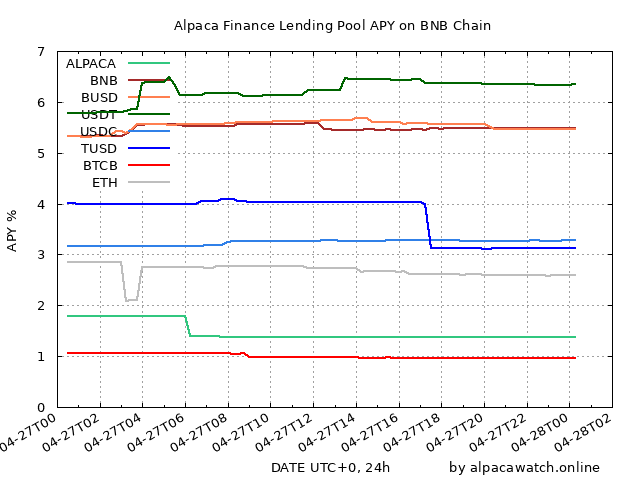 Alpaca Finance Lending Pool APY on BNB Chain
7
6
5
4
3
2
1
0
APY %
ALPACA
BNB
BUSD
USDT
USDC
TUSD
BTCB
ETH
04-27T00
04-27T02
04-27T04
04-27T06
04-27T08
04-27T10
04-27T12
04-27T14
04-27T16
04-27T18
04-27T20
04-27T22
04-28T00
04-28T02
DATE UTC+0, 24h
by alpacawatch.online